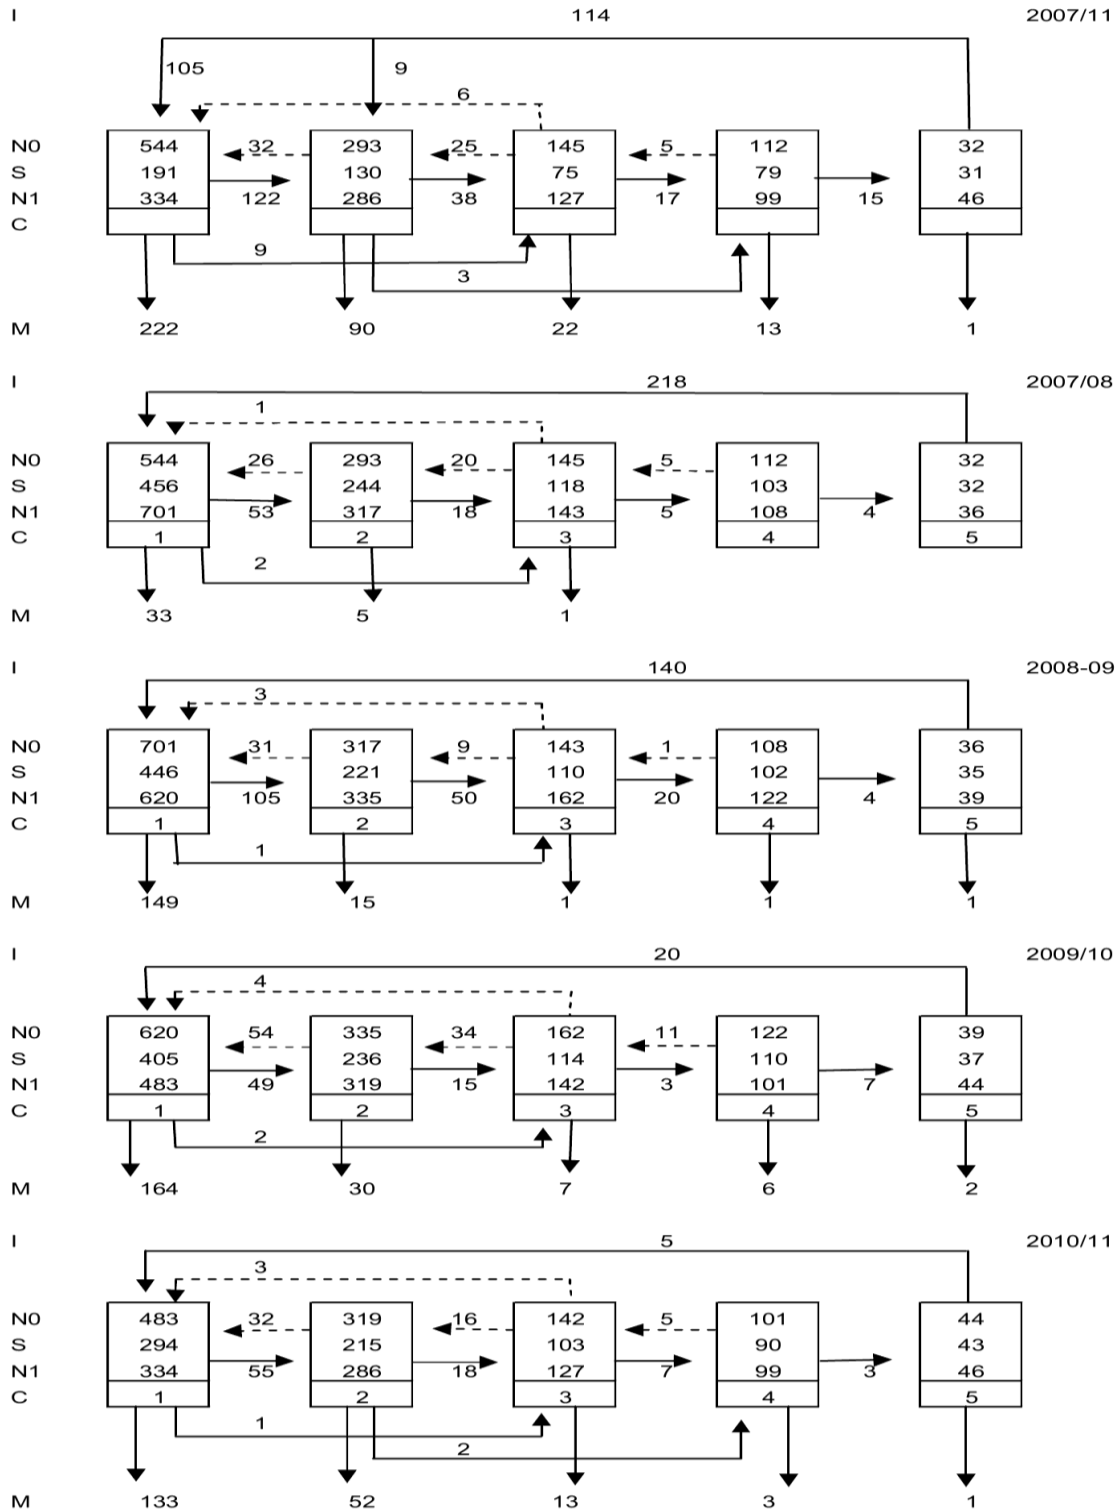 I 114 2007/11
105 9
6
N0 544 32 293 25 145 5 112 32
S 191 130 75 79 31
N1 334 122 286 38 127 17 99 15 46
C
9
3
M 222 90 22 13 1
I 218 2007/08
1
N0 544 26 293 20 145 5 112 32
S 456 244 118 103 32
N1 701 53 317 18 143 5 108 4 36
C 1 2 3 4 5
2
M 33 5 1
I 140 2008-09
3
N0 701 31 317 9 143 1 108 36
S 446 221 110 102 35
N1 620 105 335 50 162 20 122 4 39
C 1 2 3 4 5
1
M 149 15 1 1 1
I 20 2009/10
4
N0 620 54 335 34 162 11 122 39
S 405 236 114 110 37
N1 483 49 319 15 142 3 101 7 44
C 1 2 3 4 5
2
M 164 30 7 6 2
I 5 2010/11
3
N0 483 32 319 16 142 5 101 44
S 294 215 103 90 43
N1 334 55 286 18 127 7 99 3 46
C 1 2 3 4 5
1
2
M 133 52 13 3 1